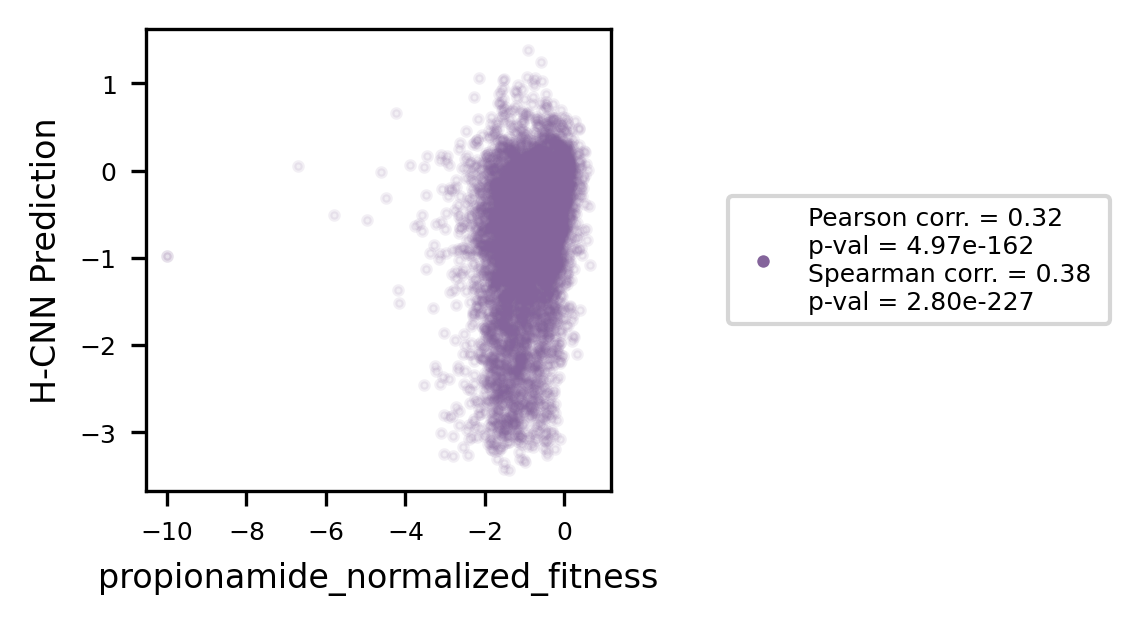 H-CNN Prediction
1
0
−1
−2
−3
−10
−8
−6
−4
−2
0
propionamide_normalized_fitness
Pearson corr. = 0.32
p-val = 4.97e-162
Spearman corr. = 0.38
p-val = 2.80e-227